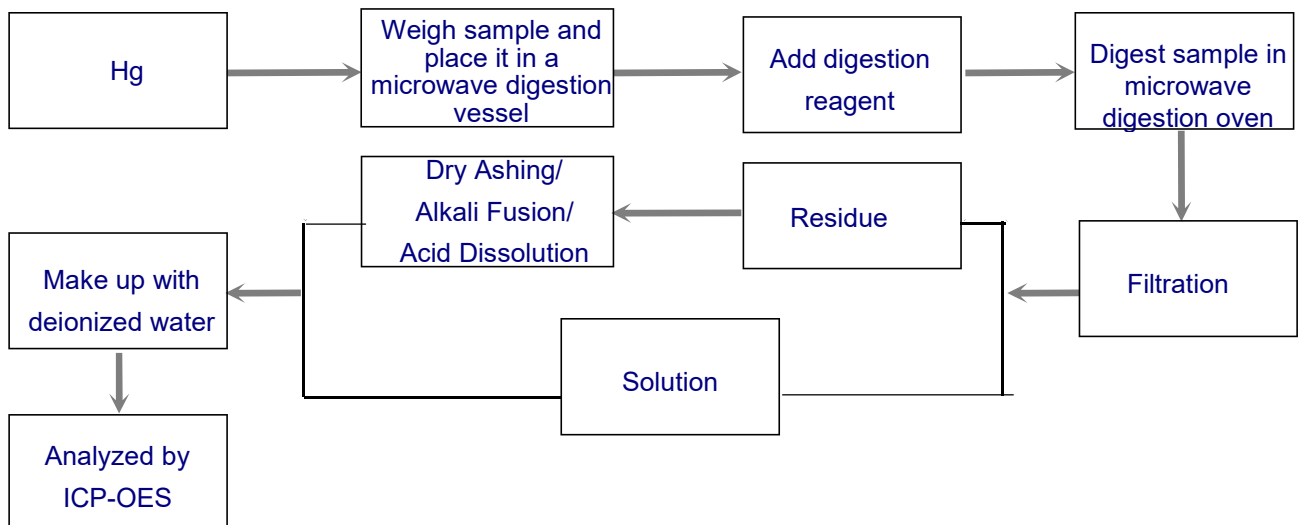 Hg
Weigh sample and
place it in a
microwave digestion
vessel
Add digestion
reagent
Digest sample in
microwave
digestion oven
Dry Ashing/
Alkali Fusion/
Acid Dissolution
Residue
Filtration
Make up with
deionized water
Solution
Analyzed by
ICP-OES